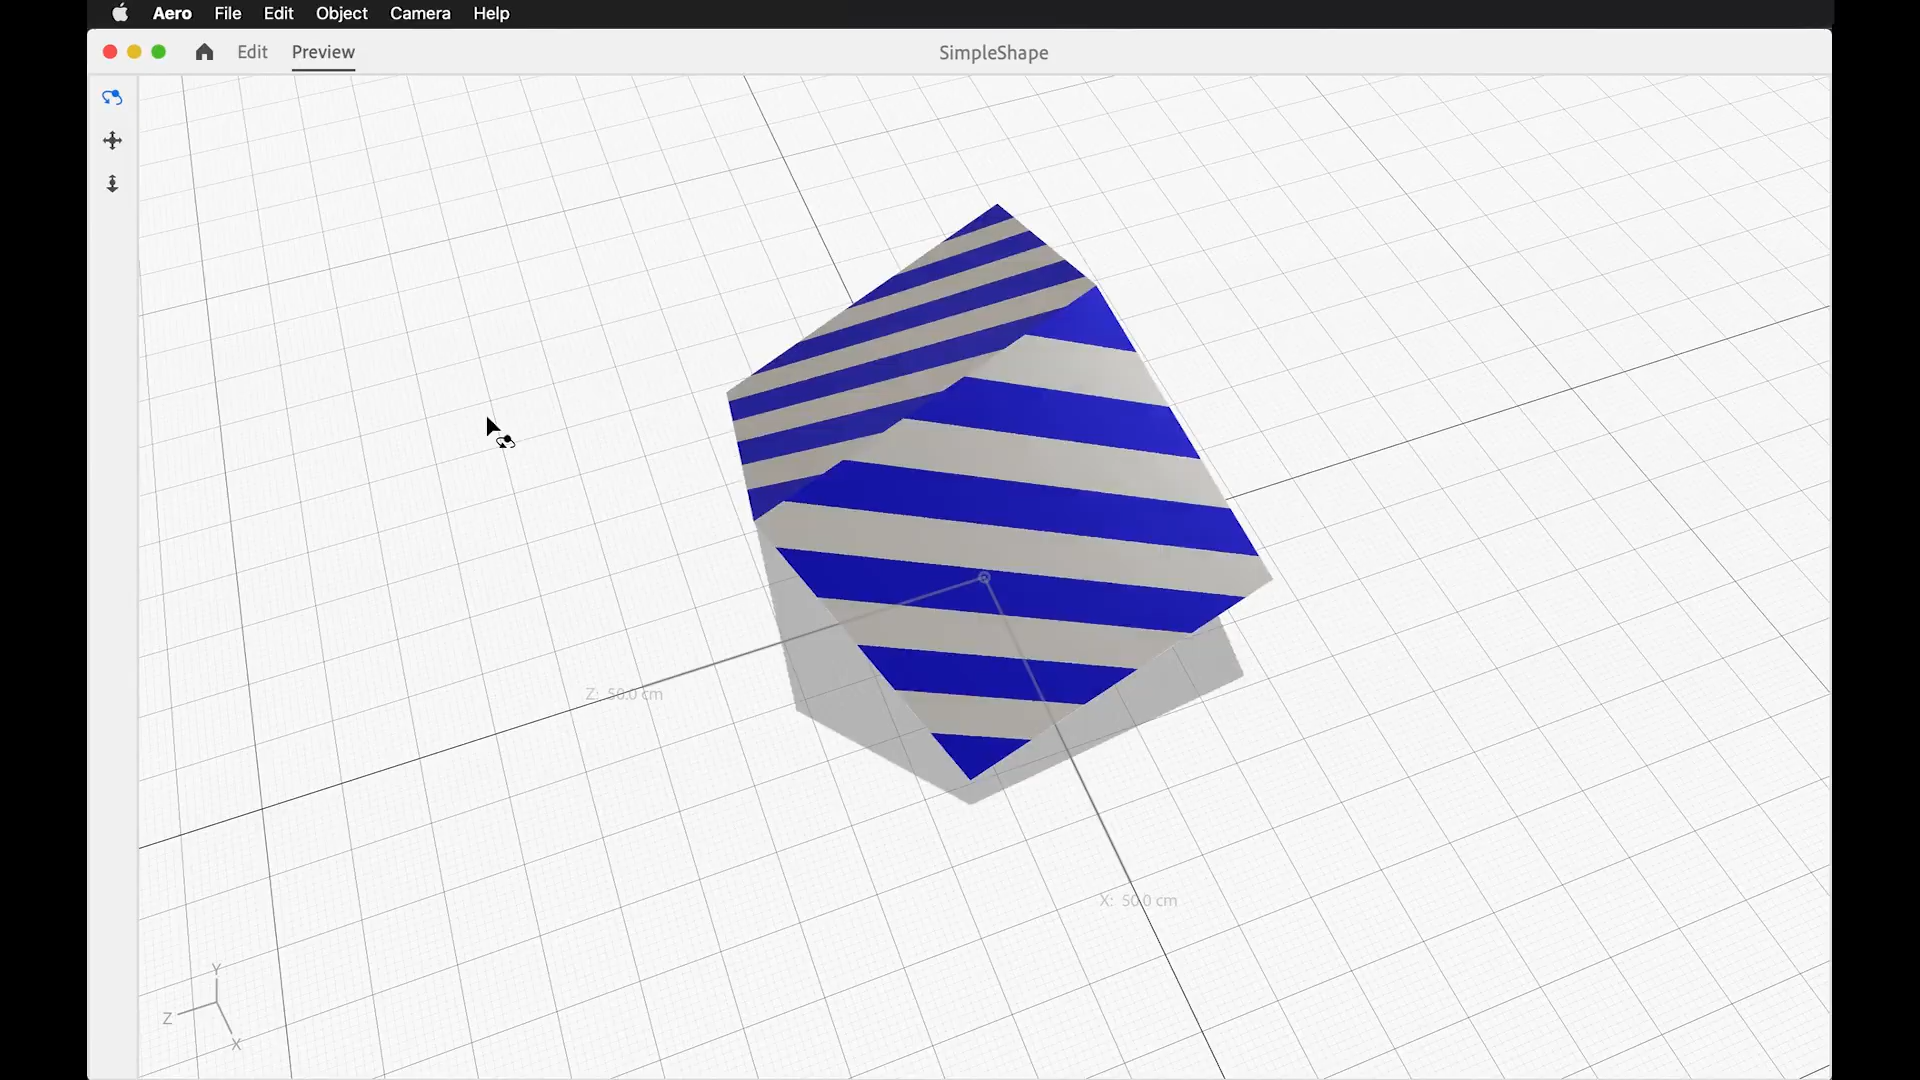 Aero File Edit Object Camera Help
Edit Preview SimpleShape
Z: 50.0 cm
X: 50.0 cm
Y
Z
X